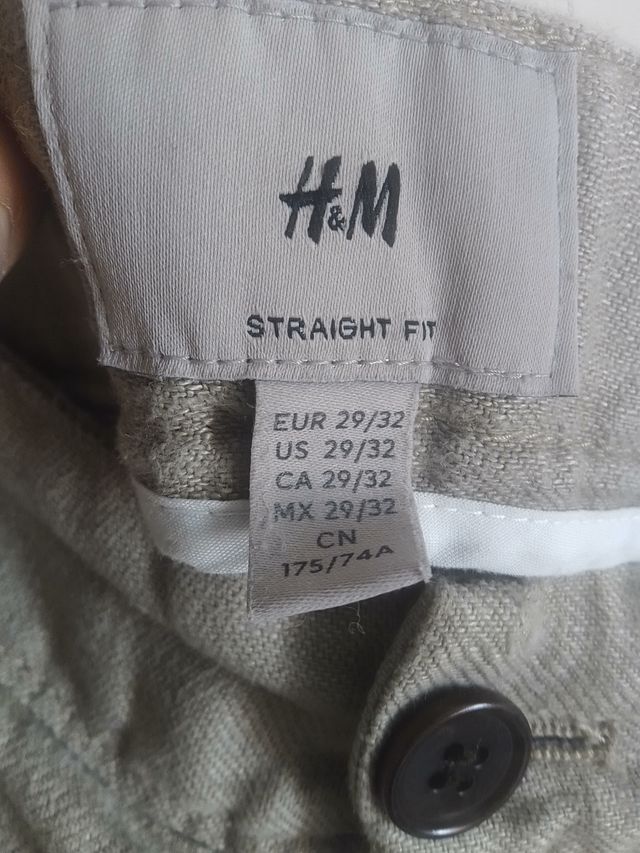 H&M
STRAIGHT FIT
EUR 29/32
US 29/32
CA 29/32
MX 29/32
CN
175/74A